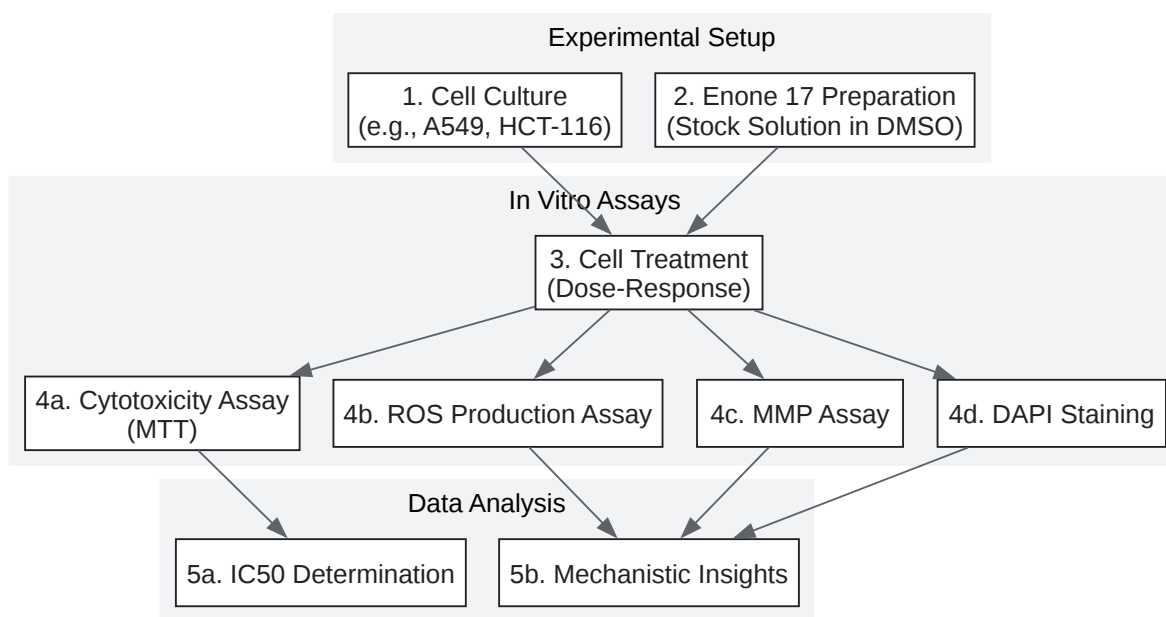 Experimental Setup
1. Cell Culture
(e.g., A549, HCT-116)
2. Enone 17 Preparation
(Stock Solution in DMSO)
In Vitro Assays
3. Cell Treatment
(Dose-Response)
4a. Cytotoxicity Assay
(MTT)
4b. ROS Production Assay
4c. MMP Assay
4d. DAPI Staining
Data Analysis
5a. IC50 Determination
5b. Mechanistic Insights